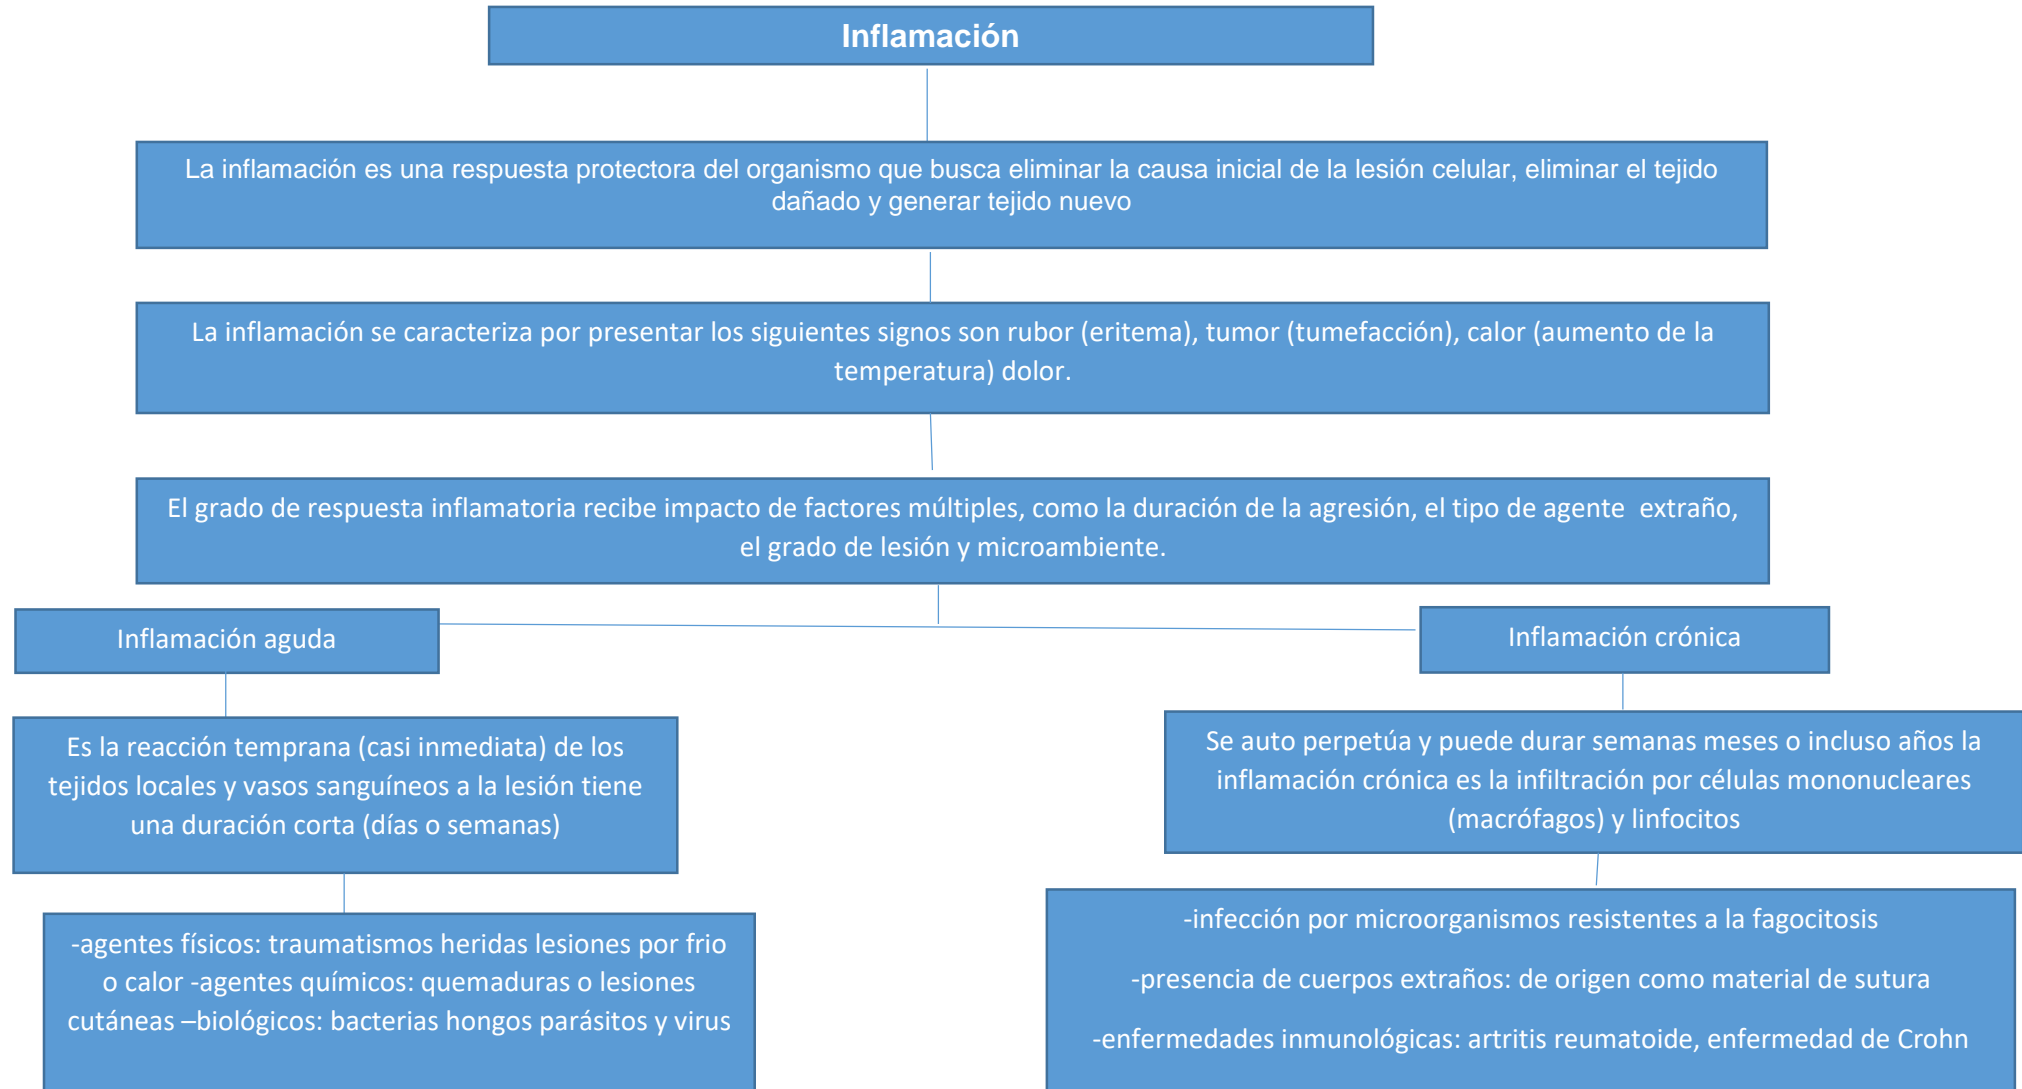 Inflamación
La inflamación es una respuesta protectora del organismo que busca eliminar la causa inicial de la lesión celular, eliminar el tejido
dañado y generar tejido nuevo
La inflamación se caracteriza por presentar los siguientes signos son rubor (eritema), tumor (tumefacción), calor (aumento de la
temperatura) dolor.
El grado de respuesta inflamatoria recibe impacto de factores múltiples, como la duración de la agresión, el tipo de agente  extraño,
el grado de lesión y microambiente.
Inflamación aguda
Es la reacción temprana (casi inmediata) de los
tejidos locales y vasos sanguíneos a la lesión tiene
una duración corta (días o semanas)
-agentes físicos: traumatismos heridas lesiones por frio
o calor -agentes químicos: quemaduras o lesiones
cutáneas –biológicos: bacterias hongos parásitos y virus
Inflamación crónica
Se auto perpetúa y puede durar semanas meses o incluso años la
inflamación crónica es la infiltración por células mononucleares
(macrófagos) y linfocitos
-infección por microorganismos resistentes a la fagocitosis
-presencia de cuerpos extraños: de origen como material de sutura
-enfermedades inmunológicas: artritis reumatoide, enfermedad de Crohn